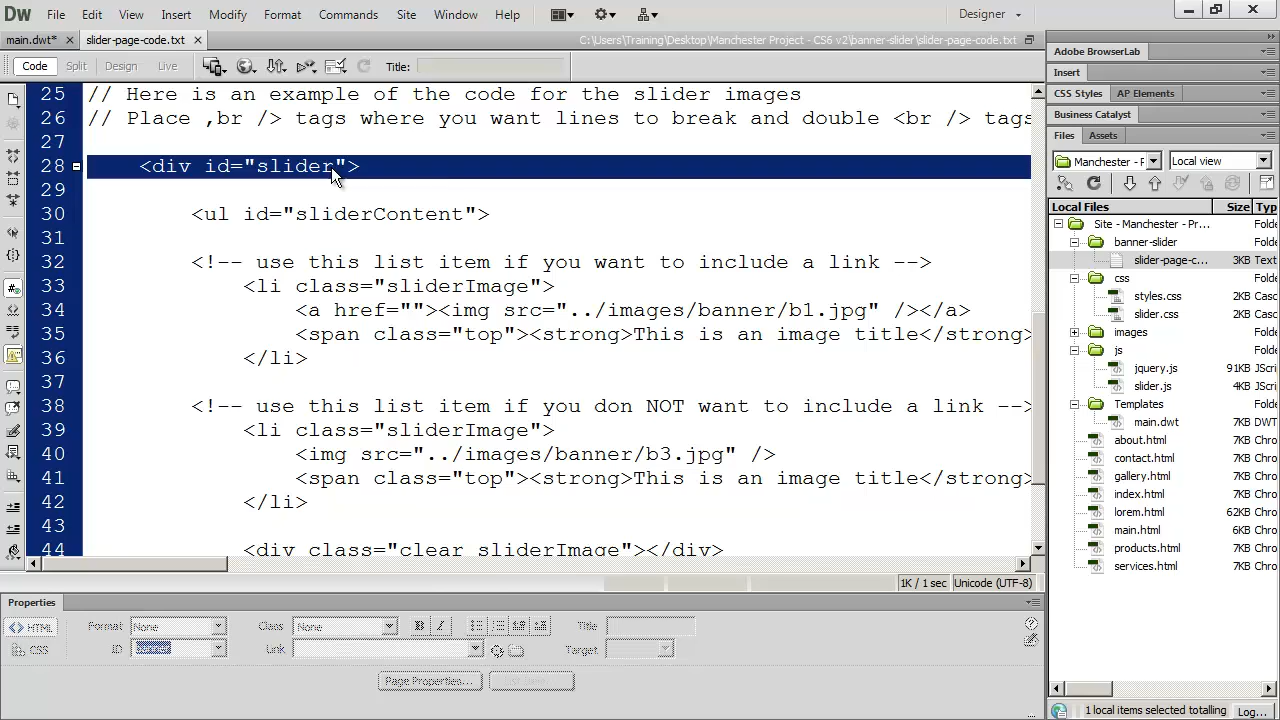 Dw File Edit View Insert Modify Format Commands Site Window Help Designer
main.dwt* slider-page-code.txt C:\Users\Training\Desktop\Manchester Project - CS6 v2\banner-slider\slider-page-code.txt
Code Split Design Live Title:
25 // Here is an example of the code for the slider images
26 // Place ,br /> tags where you want lines to break and double <br /> tags
27
28 <div id="slider">
29
30 <ul id="sliderContent">
31
32 <!-- use this list item if you want to include a link -->
33 <li class="sliderImage">
34 <a href=""><img src="../images/banner/b1.jpg" /></a>
35 <span class="top"><strong>This is an image title</strong>
36 </li>
37
38 <!-- use this list item if you don NOT want to include a link -->
39 <li class="sliderImage">
40 <img src="../images/banner/b3.jpg" />
41 <span class="top"><strong>This is an image title</strong>
42 </li>
43
44 <div class="clear sliderImage"></div>
1K / 1 sec Unicode (UTF-8)
Properties
HTML Format None Class None B I Title
CSS ID Link Target
Page Properties...
Adobe BrowserLab
Insert
CSS Styles AP Elements
Business Catalyst
Files Assets
Manchester - F Local view
Local Files Size Typ
Site - Manchester - Pr... Folde
banner-slider Folde
slider-page-c... 3KB Text
css Folde
styles.css 2KB Casc
slider.css 2KB Casc
images Folde
js Folde
jquery.js 91KB JScri
slider.js 4KB JScri
Templates Folde
main.dwt 7KB DWT
about.html 7KB Chro
contact.html 7KB Chro
gallery.html 7KB Chro
index.html 7KB Chro
lorem.html 62KB Chro
main.html 6KB Chro
products.html 7KB Chro
services.html 7KB Chro
1 local items selected totalling Log...